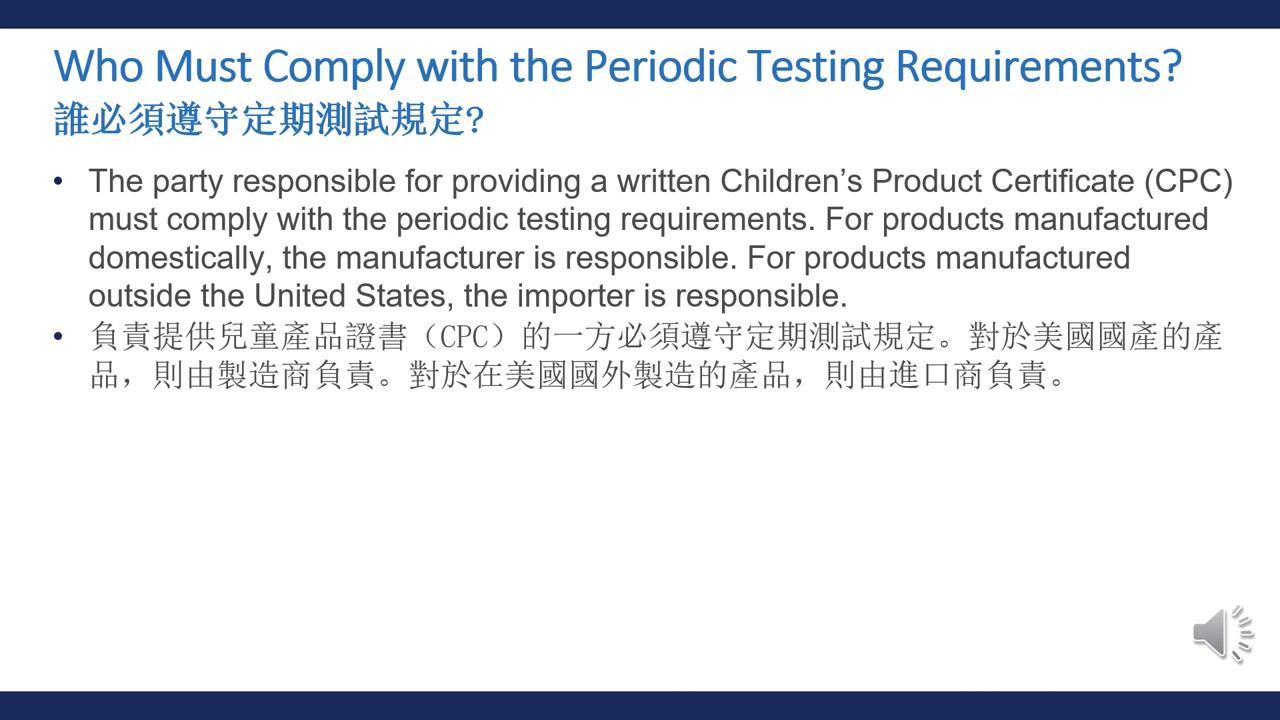 Who Must Comply with the Periodic Testing Requirements?
誰必須遵守定期測試規定?
• The party responsible for providing a written Children’s Product Certificate (CPC)
must comply with the periodic testing requirements. For products manufactured
domestically, the manufacturer is responsible. For products manufactured
outside the United States, the importer is responsible.
• 負責提供兒童產品證書（CPC）的一方必須遵守定期測試規定。對於美國國產的產
品，則由製造商負責。對於在美國國外製造的產品，則由進口商負責。